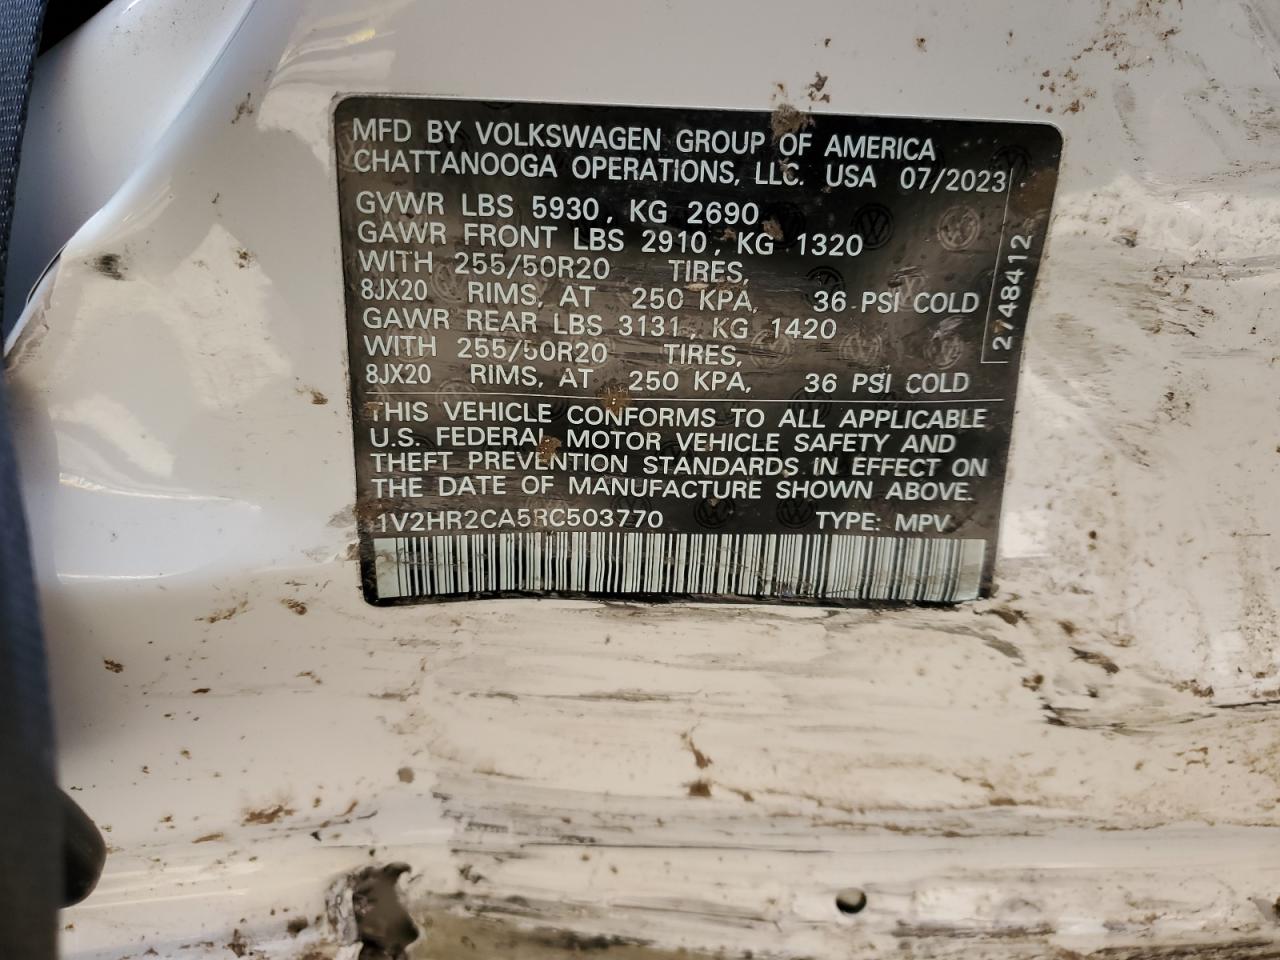 MFD BY VOLKSWAGEN GROUP OF AMERICA
CHATTANOOGA OPERATIONS, LLC. USA 07/2023
GVWR LBS 5930, KG 2690
GAWR FRONT LBS 2910, KG 1320
WITH 255/50R20 TIRES,
8JX20 RIMS, AT 250 KPA, 36 PSI COLD
GAWR REAR LBS 3131, KG 1420
WITH 255/50R20 TIRES,
8JX20 RIMS, AT 250 KPA, 36 PSI COLD
2748412
THIS VEHICLE CONFORMS TO ALL APPLICABLE
U.S. FEDERAL MOTOR VEHICLE SAFETY AND
THEFT PREVENTION STANDARDS IN EFFECT ON
THE DATE OF MANUFACTURE SHOWN ABOVE.
1V2HR2CA5RC503770 TYPE: MPV